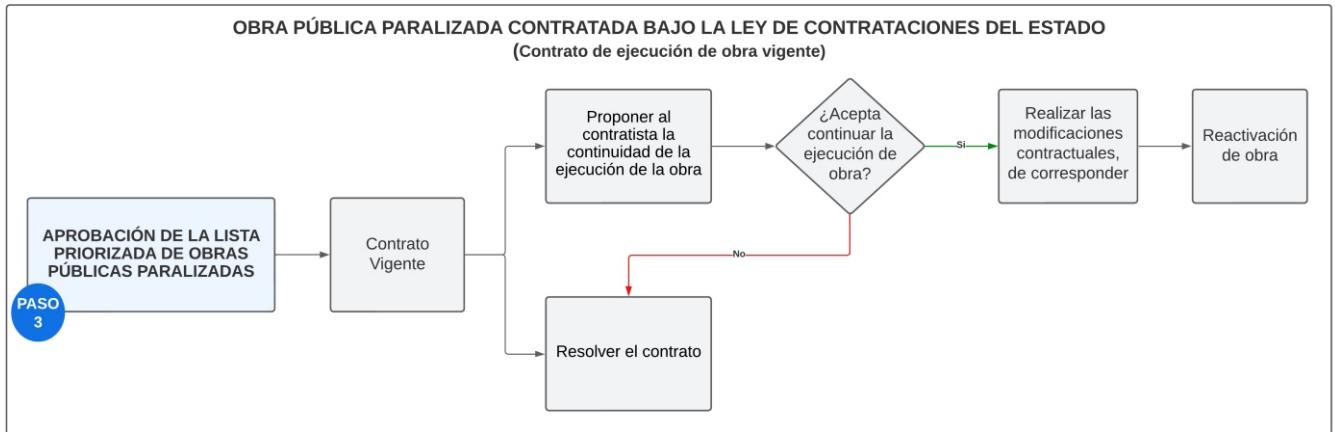 OBRA PÚBLICA PARALIZADA CONTRATADA BAJO LA LEY DE CONTRATACIONES DEL ESTADO
(Contrato de ejecución de obra vigente)
APROBACIÓN DE LA LISTA
PRIORIZADA DE OBRAS
PÚBLICAS PARALIZADAS
PASO
3
Contrato
Vigente
Proponer al
contratista la
continuidad de la
ejecución de la obra
¿Acepta
continuar la
ejecución de
obra?
Si
Realizar las
modificaciones
contractuales,
de corresponder
Reactivación
de obra
No
Resolver el contrato